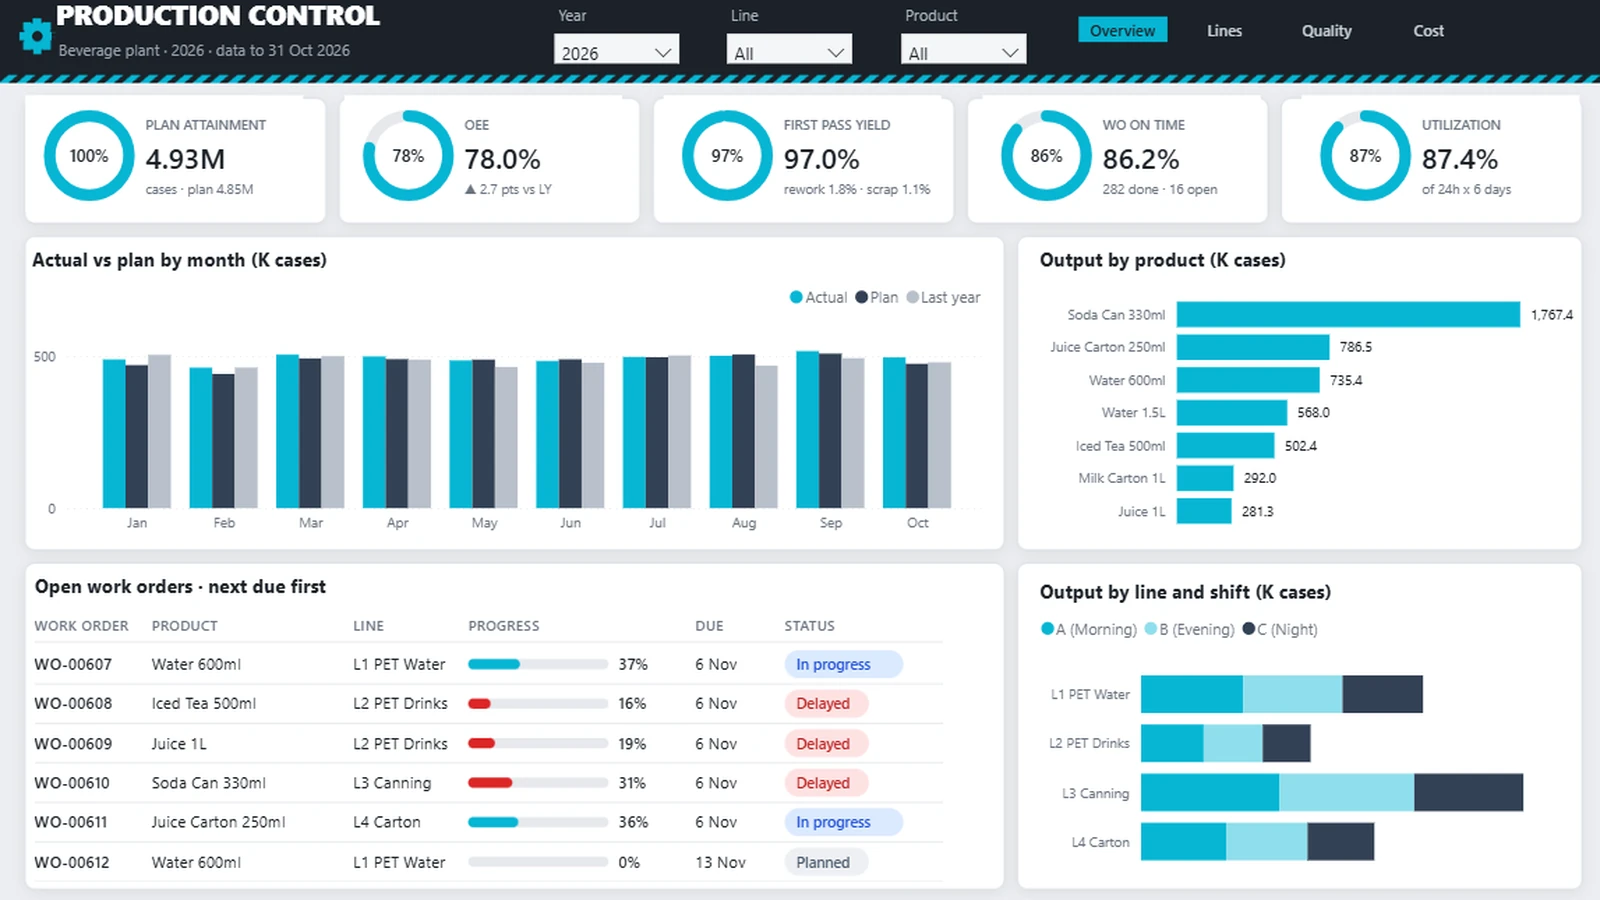 PRODUCTION CONTROL
Beverage plant · 2026 · data to 31 Oct 2026
Year
2026
Line
All
Product
All
Overview
Lines
Quality
Cost
100%
PLAN ATTAINMENT
4.93M
cases · plan 4.85M
78%
OEE
78.0%
▲ 2.7 pts vs LY
97%
FIRST PASS YIELD
97.0%
rework 1.8% · scrap 1.1%
86%
WO ON TIME
86.2%
282 done · 16 open
87%
UTILIZATION
87.4%
of 24h x 6 days
Actual vs plan by month (K cases)
Actual Plan Last year
500
0
Jan Feb Mar Apr May Jun Jul Aug Sep Oct
Output by product (K cases)
Soda Can 330ml 1,767.4
Juice Carton 250ml 786.5
Water 600ml 735.4
Water 1.5L 568.0
Iced Tea 500ml 502.4
Milk Carton 1L 292.0
Juice 1L 281.3
Open work orders · next due first
WORK ORDER PRODUCT LINE PROGRESS DUE STATUS
WO-00607 Water 600ml L1 PET Water 37% 6 Nov In progress
WO-00608 Iced Tea 500ml L2 PET Drinks 16% 6 Nov Delayed
WO-00609 Juice 1L L2 PET Drinks 19% 6 Nov Delayed
WO-00610 Soda Can 330ml L3 Canning 31% 6 Nov Delayed
WO-00611 Juice Carton 250ml L4 Carton 36% 6 Nov In progress
WO-00612 Water 600ml L1 PET Water 0% 13 Nov Planned
Output by line and shift (K cases)
A (Morning) B (Evening) C (Night)
L1 PET Water
L2 PET Drinks
L3 Canning
L4 Carton